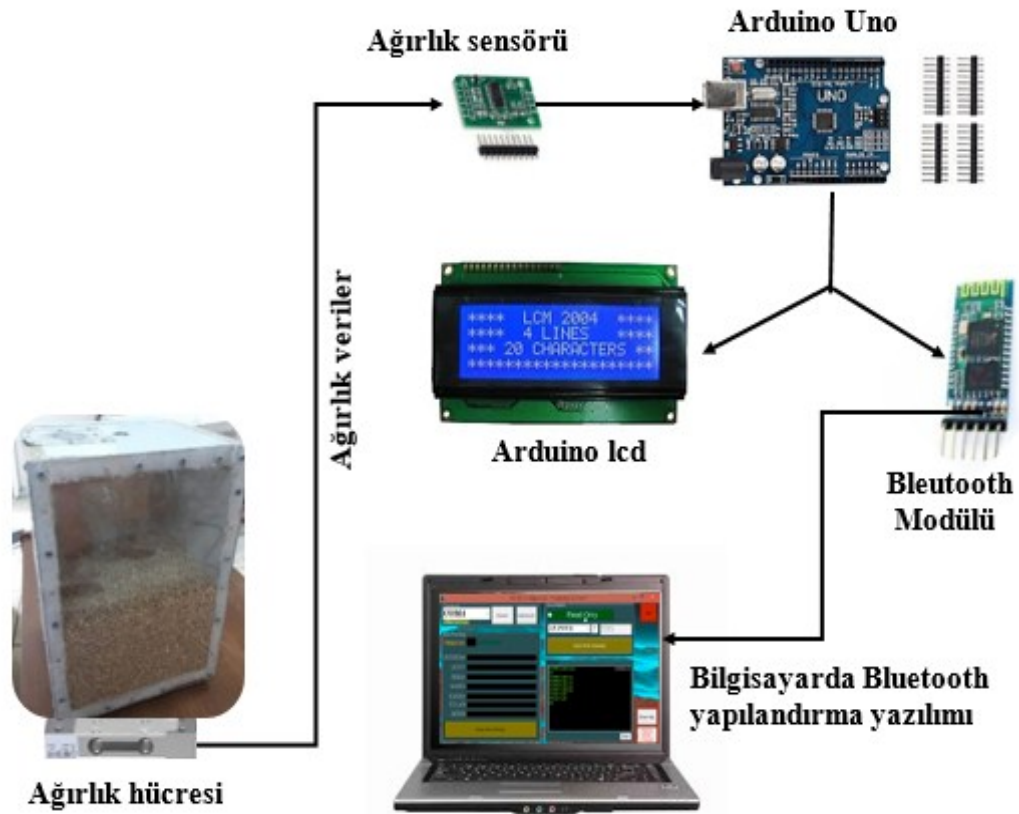 Ağırlık sensörü
Arduino Uno
UNO
Ağırlık veriler
**** LCM 2004 ****
**** 4 LINES ****
*** 20 CHARACTERS **
********************
Arduino lcd
Bleutooth
Modülü
Bilgisayarda Bluetooth
yapılandırma yazılımı
Ağırlık hücresi